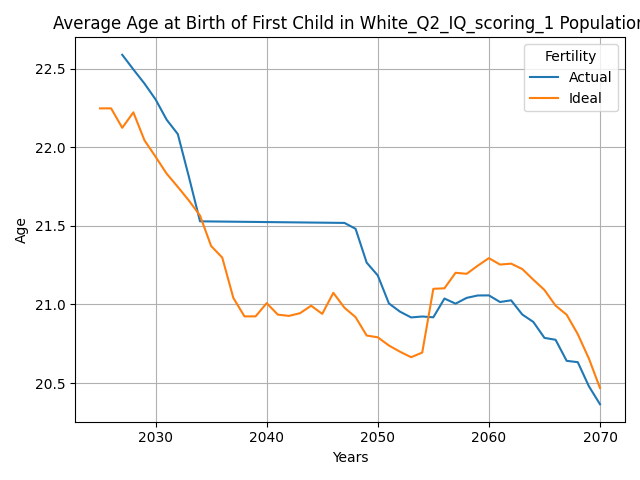 Average Age at Birth of First Child in White_Q2_IQ_scoring_1 Population
Fertility
Actual
Ideal
22.5
22.0
21.5
21.0
20.5
Age
2030 2040 2050 2060 2070
Years